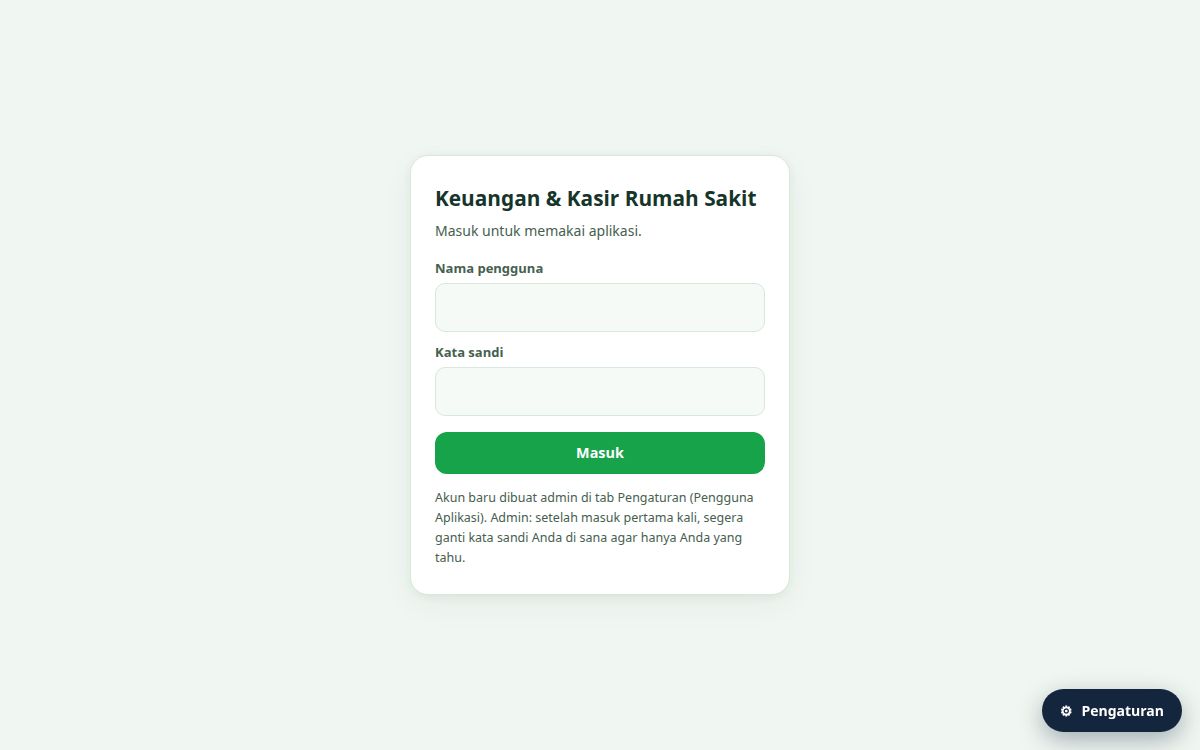 Keuangan & Kasir Rumah Sakit
Masuk untuk memakai aplikasi.
Nama pengguna
Kata sandi
Masuk
Akun baru dibuat admin di tab Pengaturan (Pengguna
Aplikasi). Admin: setelah masuk pertama kali, segera
ganti kata sandi Anda di sana agar hanya Anda yang
tahu.
⚙ Pengaturan